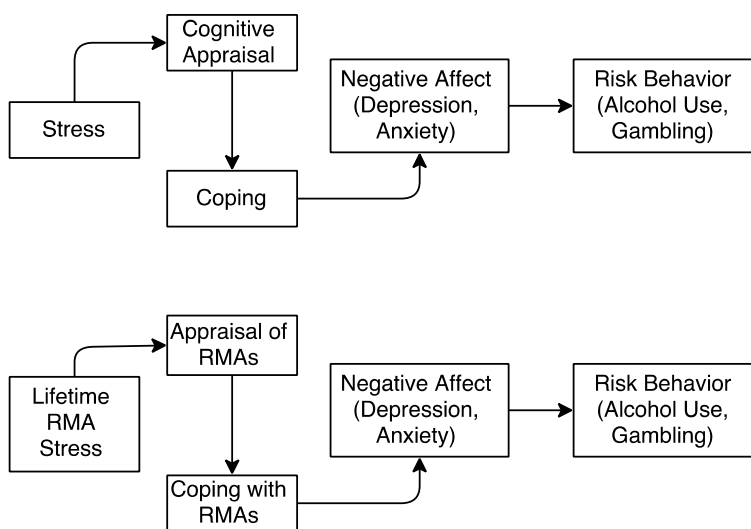 Cognitive
Appraisal
Stress
Coping
Negative Affect
(Depression,
Anxiety)
Risk Behavior
(Alcohol Use,
Gambling)
Appraisal of
RMAs
Lifetime
RMA
Stress
Coping with
RMAs
Negative Affect
(Depression,
Anxiety)
Risk Behavior
(Alcohol Use,
Gambling)